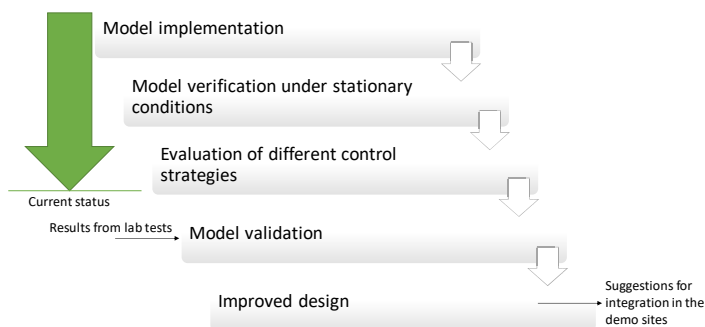 Model implementation
Model verification under stationary
conditions
Evaluation of different control
strategies
Current status
Results from lab tests
Model validation
Improved design
Suggestions for
integration in the
demo sites